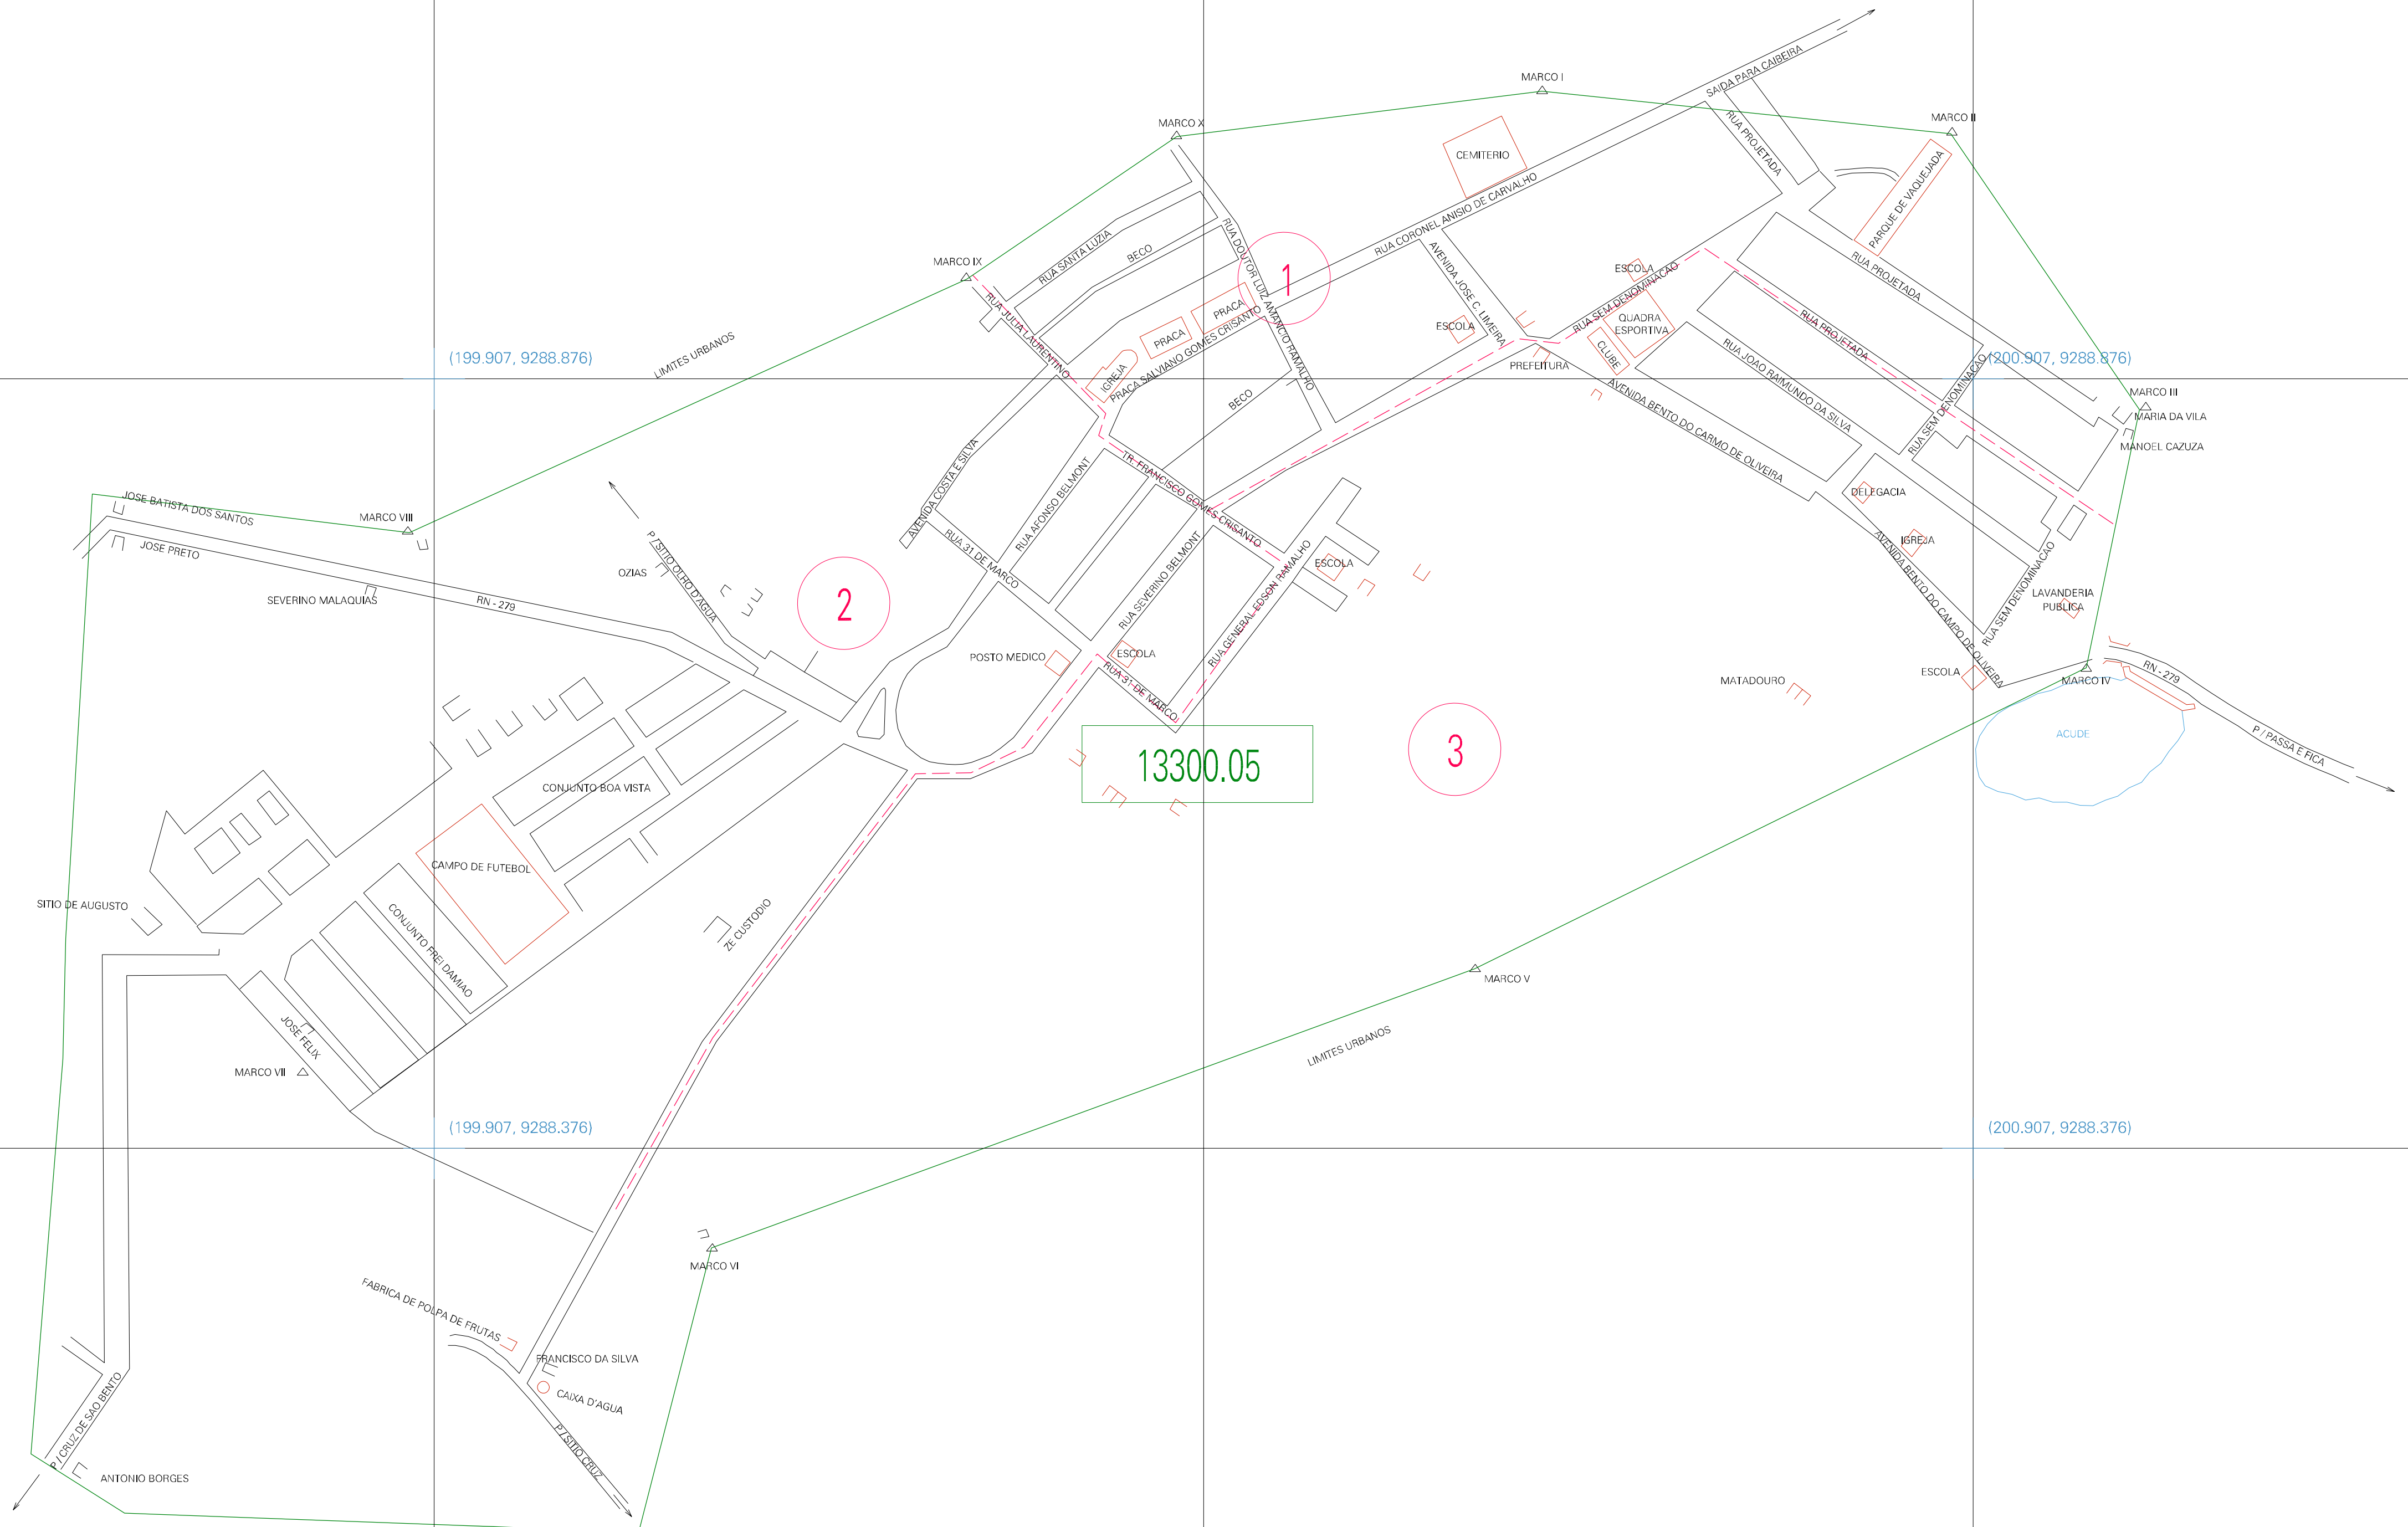 SAIDA PARA CAIBEIRA
MARCO I
MARCO X
MARCO II
RUA PROJETADA
CEMITERIO
PARQUE DE VAQUEJADA
RUA CORONEL ANISIO DE CARVALHO
RUA SANTA LUZIA
BECO
RUA DOUTOR LUIZ AMANCIO RAMALHO
MARCO IX
1
AVENIDA JOSE C. LIMEIRA
ESCOLA
RUA PROJETADA
RUA JULIA LAURENTINO
PRACA
PRACA
PRACA SALVIANO GOMES CRISANTO
ESCOLA
RUA SEM DENOMINACAO
QUADRA
ESPORTIVA
RUA PROJETADA
CLUBE
PREFEITURA
RUA JOAO RAIMUNDO DA SILVA
(199.907, 9288.876)
LIMITES URBANOS
IGREJA
(200.907, 9288.876)
RUA SEM DENOMINACAO
MARCO III
MARIA DA VILA
MANOEL CAZUZA
BECO
AVENIDA BENTO DO CARMO DE OLIVEIRA
AVENIDA COSTA E SILVA
TR. FRANCISCO GOMES CRISANTO
RUA AFONSO BELMONT
JOSE BATISTA DOS SANTOS
MARCO VIII
DELEGACIA
JOSE PRETO
P / SITIO OLHO D'AGUA
RUA 31 DE MARCO
IGREJA
AVENIDA BENTO DO CAMPO DE OLIVEIRA
OZIAS
ESCOLA
RUA SEVERINO BELMONT
RUA GENERAL EDSON RAMALHO
SEVERINO MALAQUIAS
RN - 279
2
RUA SEM DENOMINACAO
LAVANDERIA
PUBLICA
POSTO MEDICO
ESCOLA
RUA 31 DE MARCO
ESCOLA
MATADOURO
MARCO IV
RN - 279
ACUDE
P / PASSA E FICA
13300.05
3
CONJUNTO BOA VISTA
CAMPO DE FUTEBOL
SITIO DE AUGUSTO
CONJUNTO FREI DAMIAO
ZE CUSTODIO
MARCO V
JOSE FELIX
LIMITES URBANOS
MARCO VII
(199.907, 9288.376)
(200.907, 9288.376)
MARCO VI
FABRICA DE POLPA DE FRUTAS
FRANCISCO DA SILVA
CAIXA D'AGUA
P / CRUZ DE SAO BENTO
P / SITIO CRUZ
ANTONIO BORGES